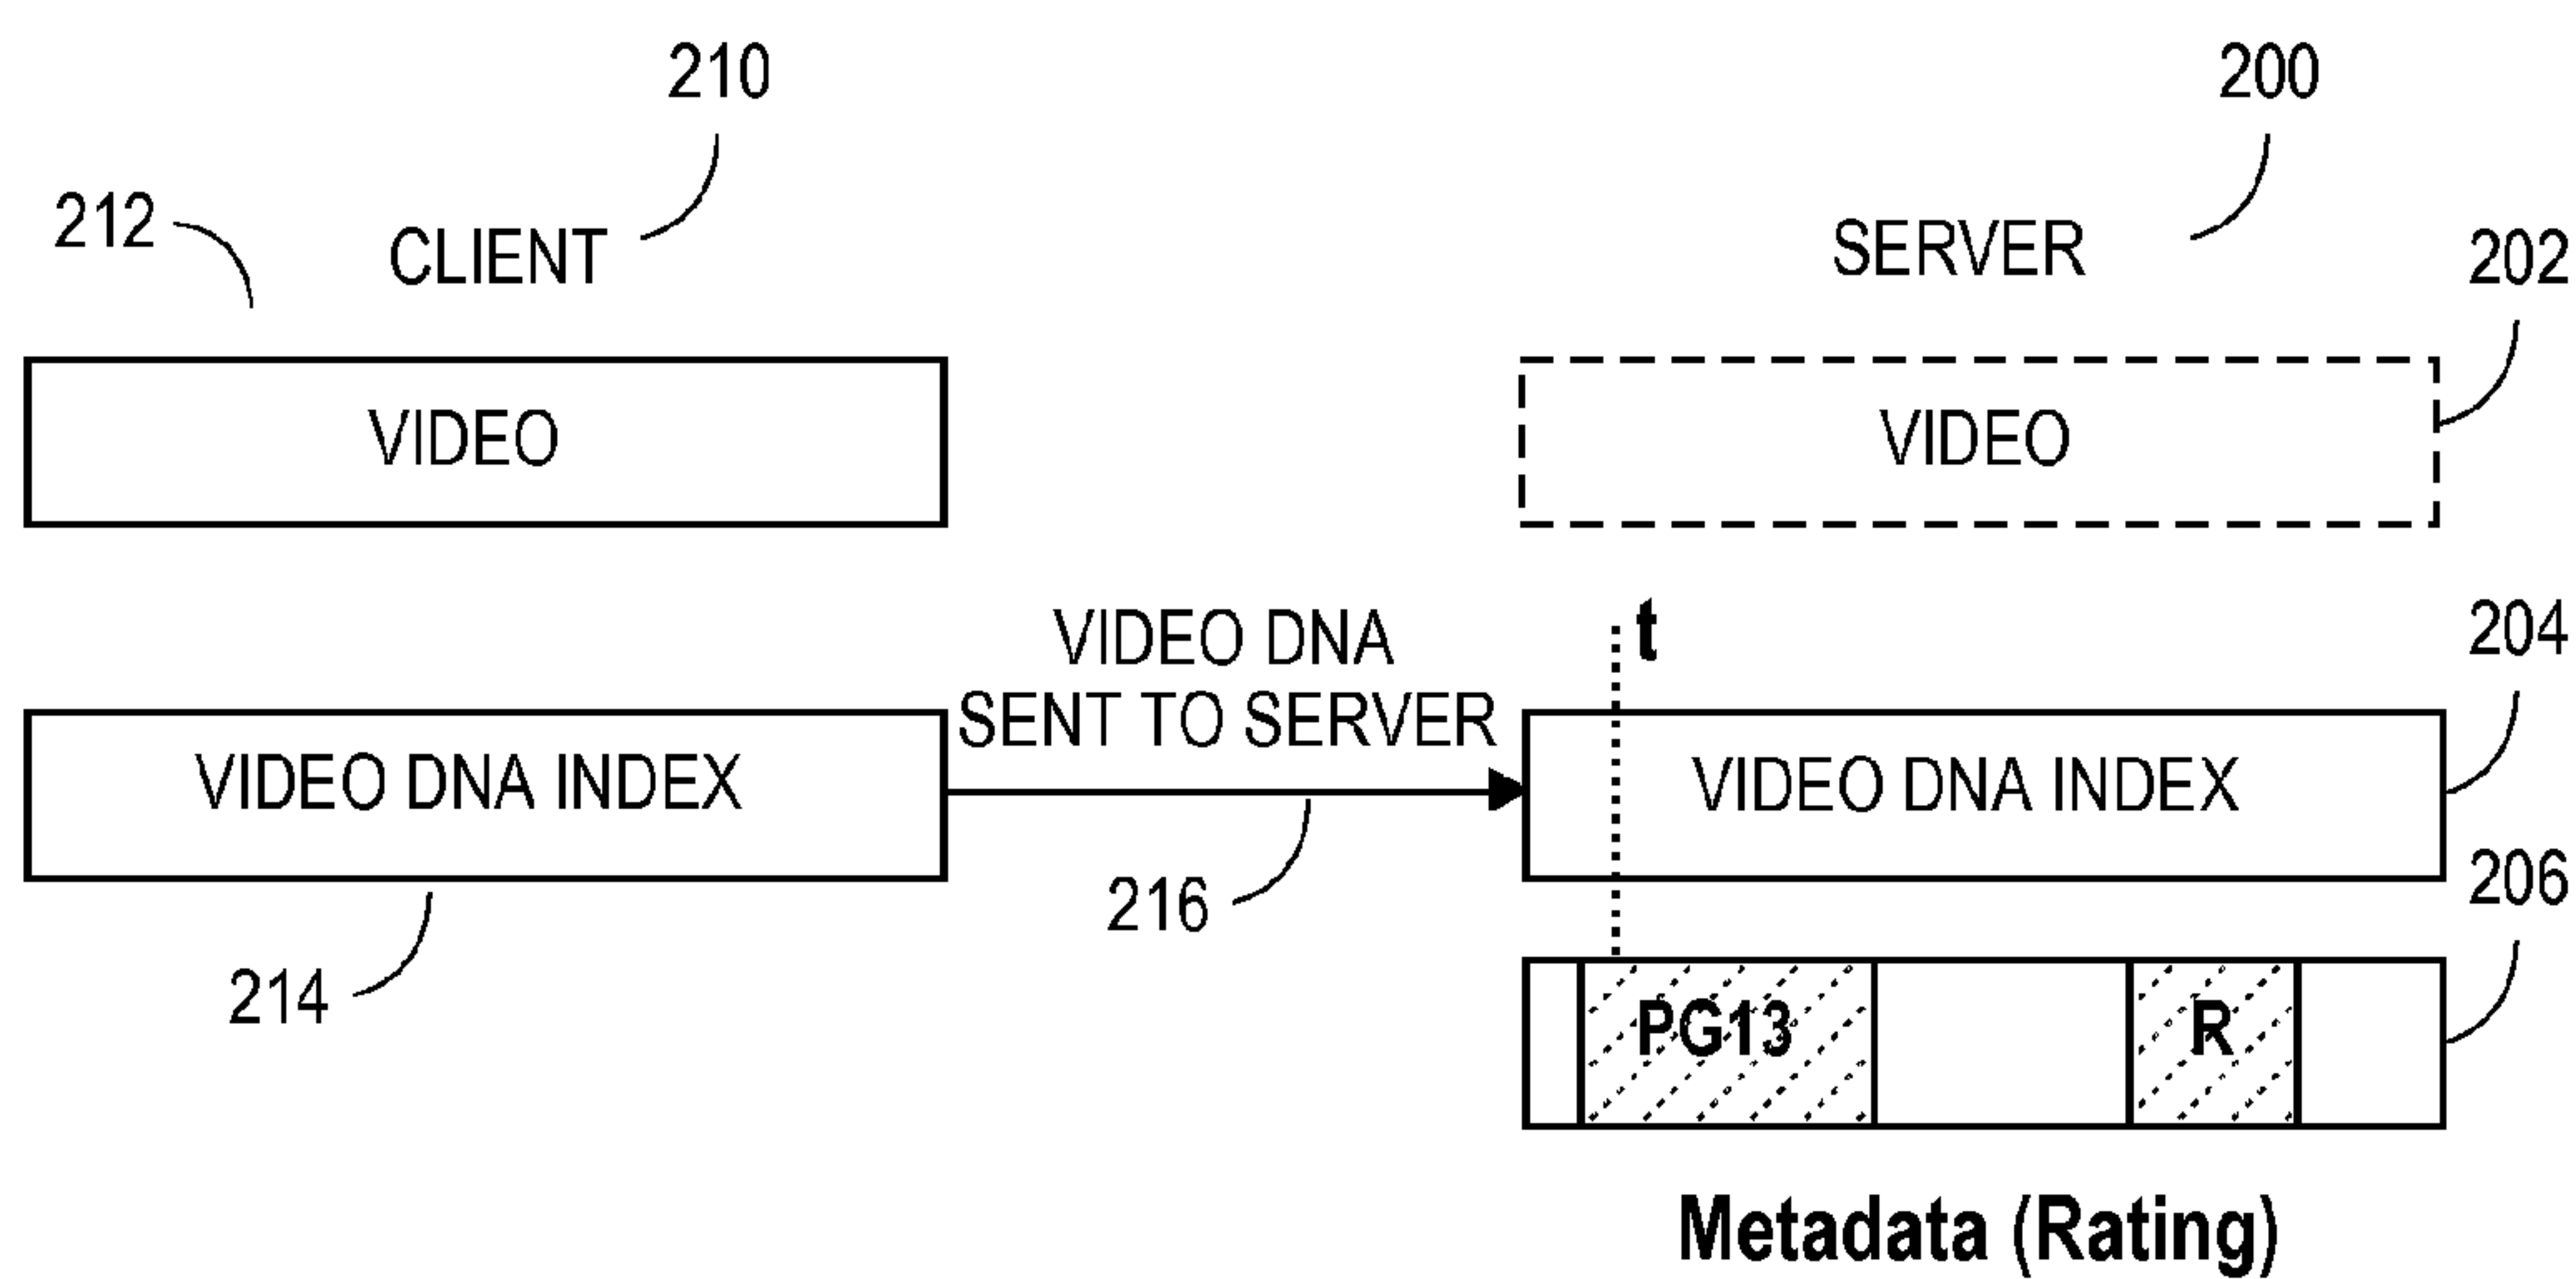 210
200
212
CLIENT
SERVER
202
VIDEO
VIDEO
VIDEO DNA
SENT TO SERVER
t
204
VIDEO DNA INDEX
VIDEO DNA INDEX
216
206
214
PG13
R
Metadata (Rating)